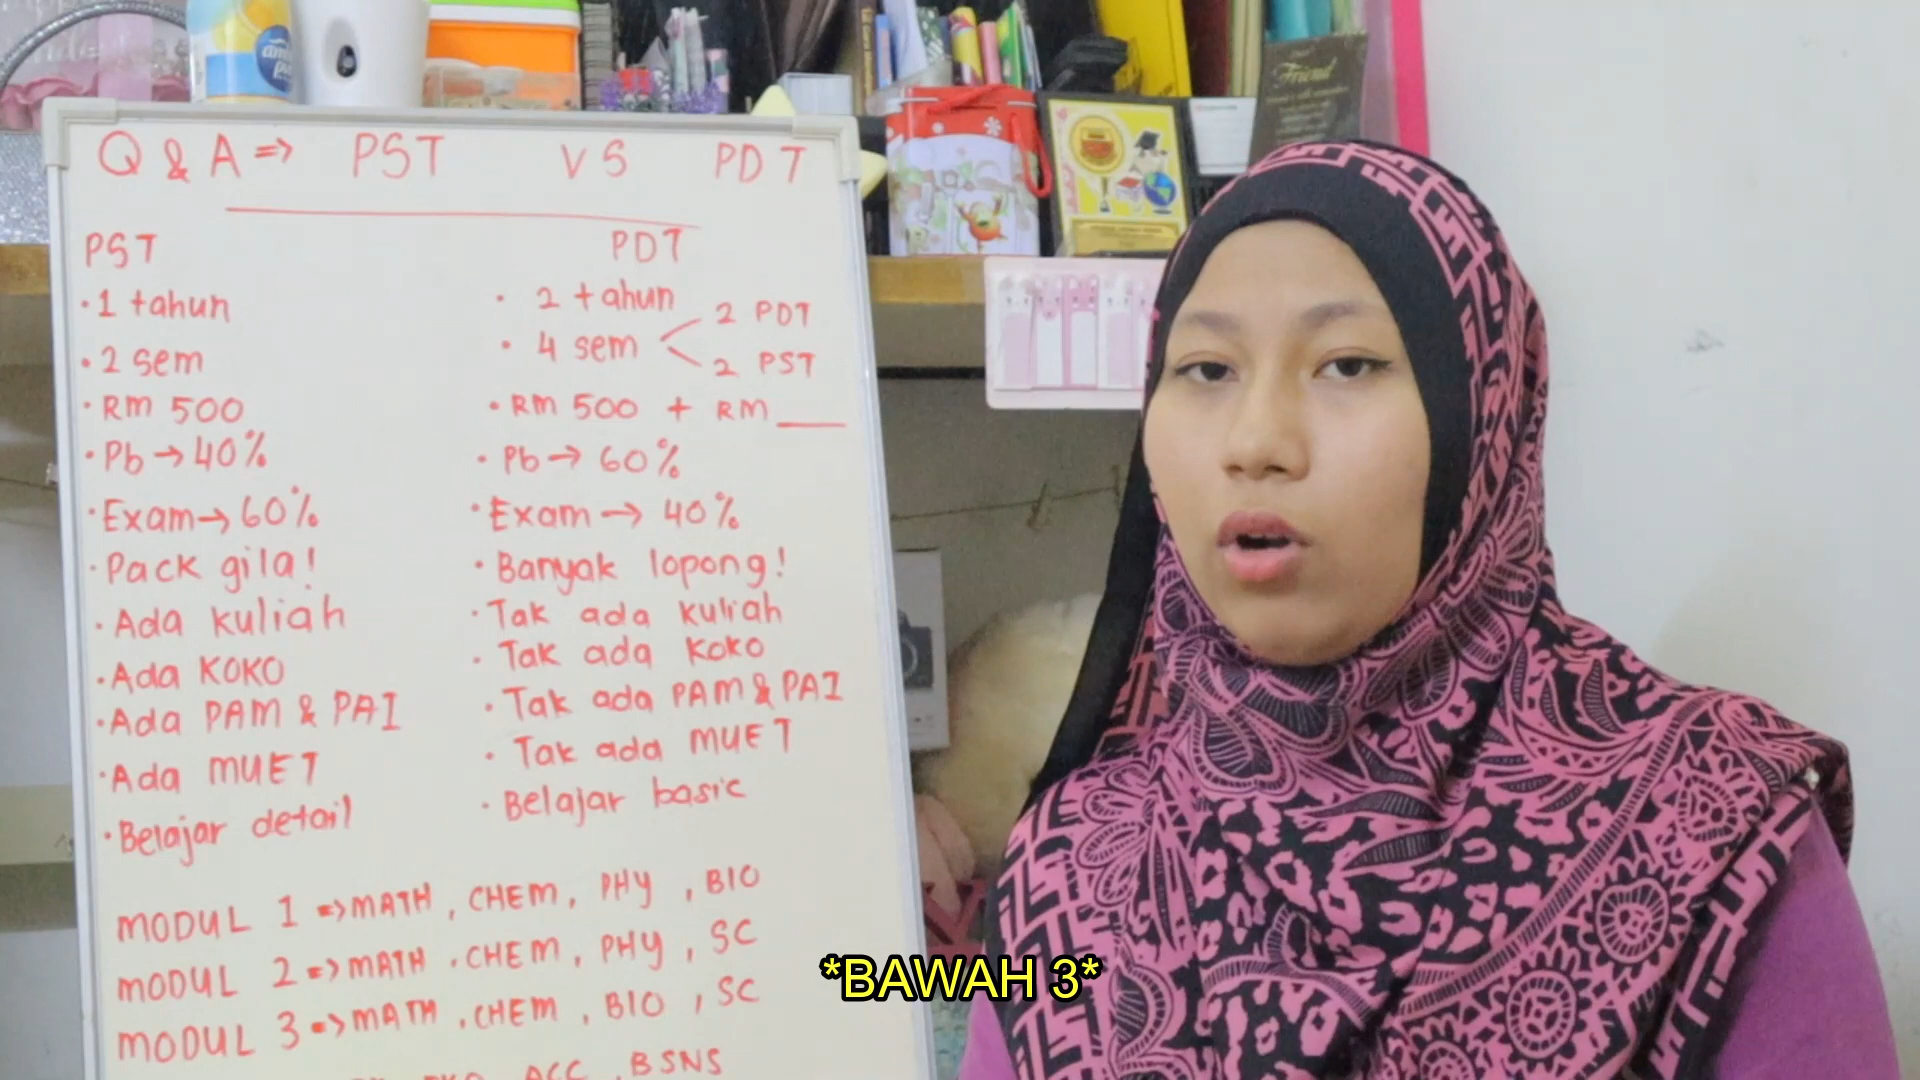 Q & A => PST VS PDT
PST
• 1 tahun
• 2 sem
• RM 500
• Pb → 40%
• Exam → 60%
• Pack gila!
• Ada kuliah
• Ada KOKO
• Ada PAM & PAI
• Ada MUET
• Belajar detail
PDT
• 2 tahun
• 4 sem < 2 PDT
2 PST
• RM 500 + RM ___
• Pb → 60%
• Exam → 40%
• Banyak lopong!
• Tak ada kuliah
• Tak ada KoKo
• Tak ada PAM & PAI
• Tak ada MUET
• Belajar basic
MODUL 1 => MATH, CHEM, PHY, BIO
MODUL 2 => MATH, CHEM, PHY, SC
MODUL 3 => MATH, CHEM, BIO, SC
ACC, BSNS
*BAWAH 3*
Friend